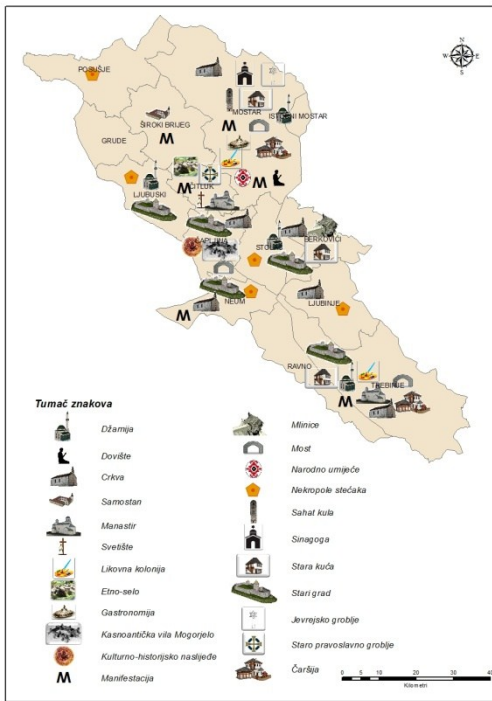 N
W E
S
POSUŠJE
MOSTAR
ISTOČNI MOSTAR
ŠIROKI BRIJEG
M
M
GRUDE
M
M
ČITLUK
LJUBUŠKI
STOLAC
BERKOVIĆI
NEUM
M
LJUBINJE
RAVNO
TREBINJE
M
Tumač znakova
Džamija
Dovište
Crkva
Samostan
Manastir
Svetište
Likovna kolonija
Etno-selo
Gastronomija
Kasnoantička vila Mogorjelo
Kulturno-historijsko naslijeđe
M Manifestacija
Mlinice
Most
Narodno umijeće
Nekropole stećaka
Sahat kula
Sinagoga
Stara kuća
Stari grad
Jevrejsko groblje
Staro pravoslavno groblje
Čaršija
0 10 20 30 40
Kilometri